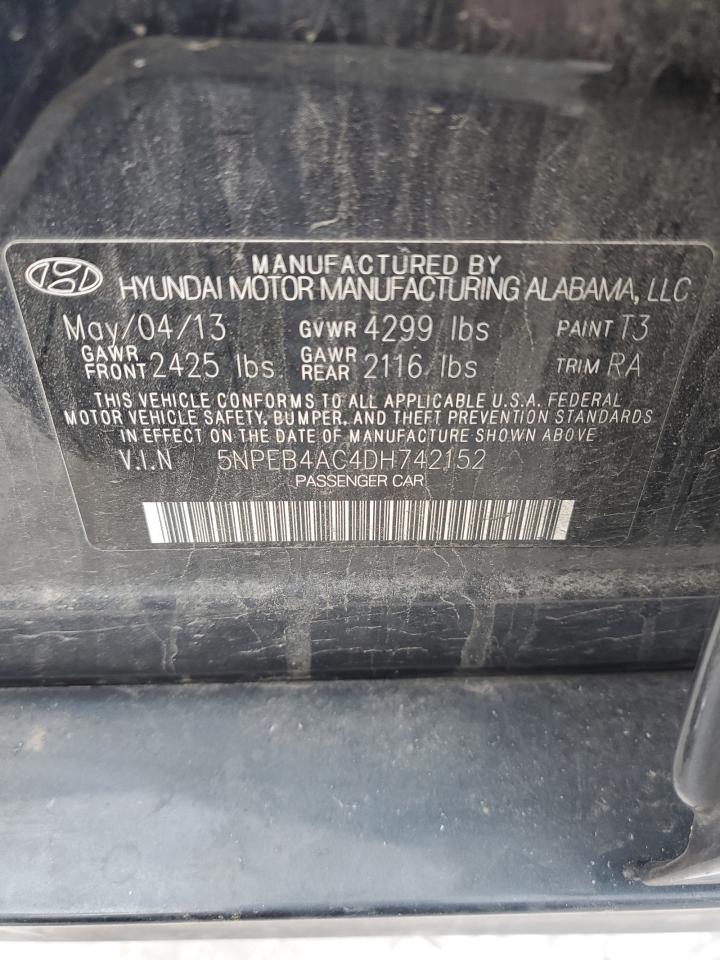 MANUFACTURED BY
HYUNDAI MOTOR MANUFACTURING ALABAMA, LLC
May/04/13 GVWR 4299 lbs PAINT T3
GAWR FRONT 2425 lbs GAWR REAR 2116 lbs TRIM RA
THIS VEHICLE CONFORMS TO ALL APPLICABLE U.S.A. FEDERAL
MOTOR VEHICLE SAFETY, BUMPER, AND THEFT PREVENTION STANDARDS
IN EFFECT ON THE DATE OF MANUFACTURE SHOWN ABOVE
V.I.N 5NPEB4AC4DH742152
PASSENGER CAR